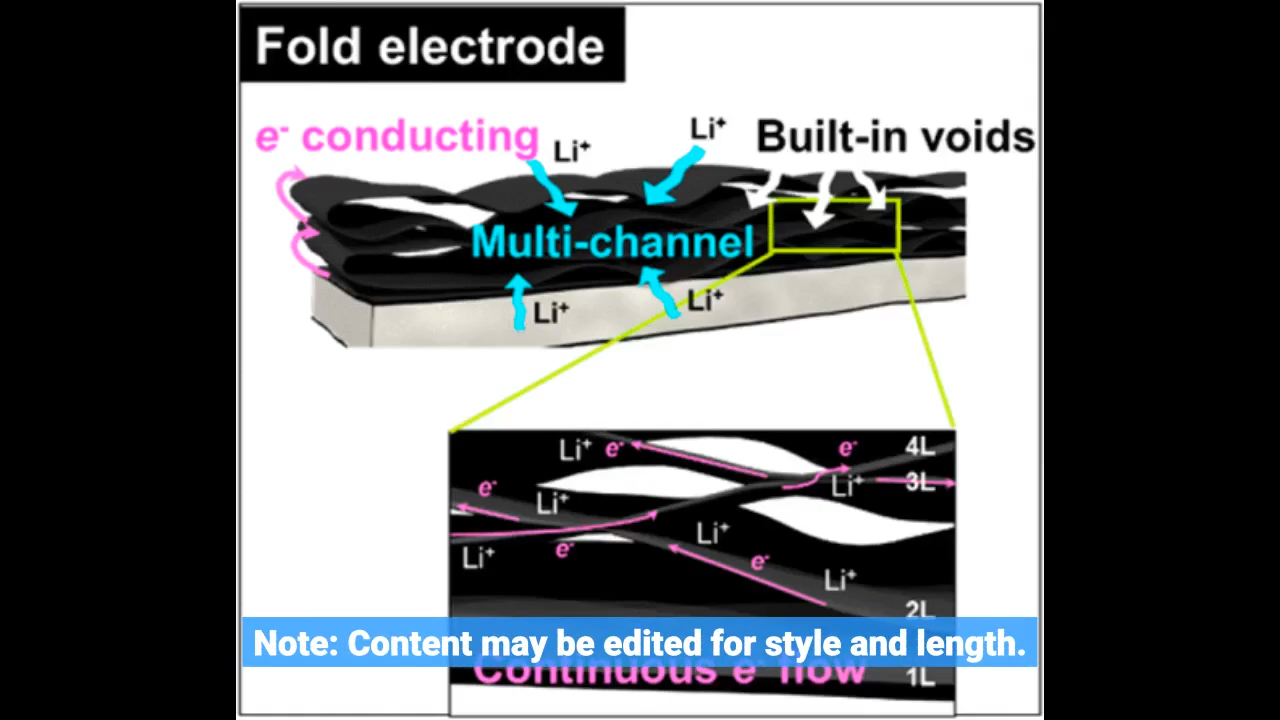 Fold electrode
e- conducting
Li+
Li+
Built-in voids
Multi-channel
Li+
Li+
Li+
e-
e-
4L
e-
Li+
Li+
3L
Li+
Li+
e-
e-
Li+
2L
Note: Content may be edited for style and length.
Continuous e- flow
1L